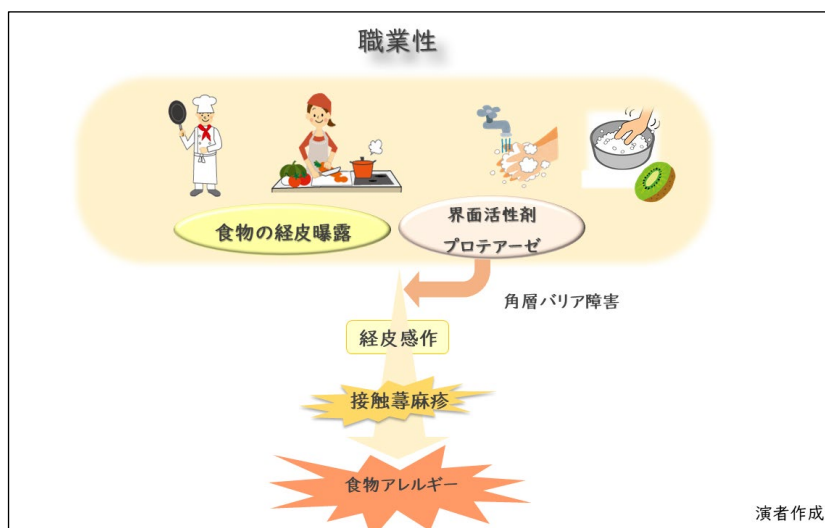 職業性
食物の経皮曝露
界面活性剤
プロテアーゼ
角層バリア障害
経皮感作
接触蕁麻疹
食物アレルギー
演者作成